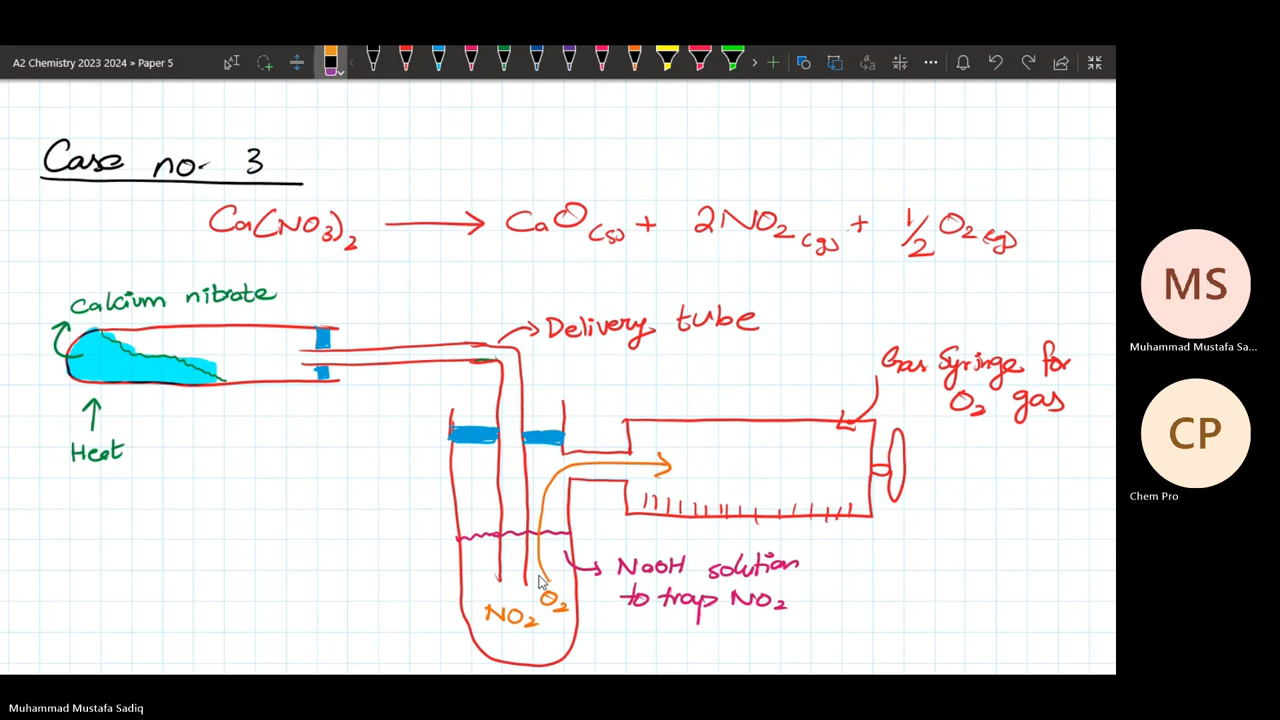 A2 Chemistry 2023 2024 » Paper 5
Case no. 3
Ca(NO3)2 → CaO(s) + 2NO2(g) + 1/2 O2(g)
Calcium nitrate
Delivery tube
Gas Syringe for
O2 gas
Heat
NaOH solution
to trap NO2
O2
NO2
MS
Muhammad Mustafa Sa...
CP
Chem Pro
Muhammad Mustafa Sadiq